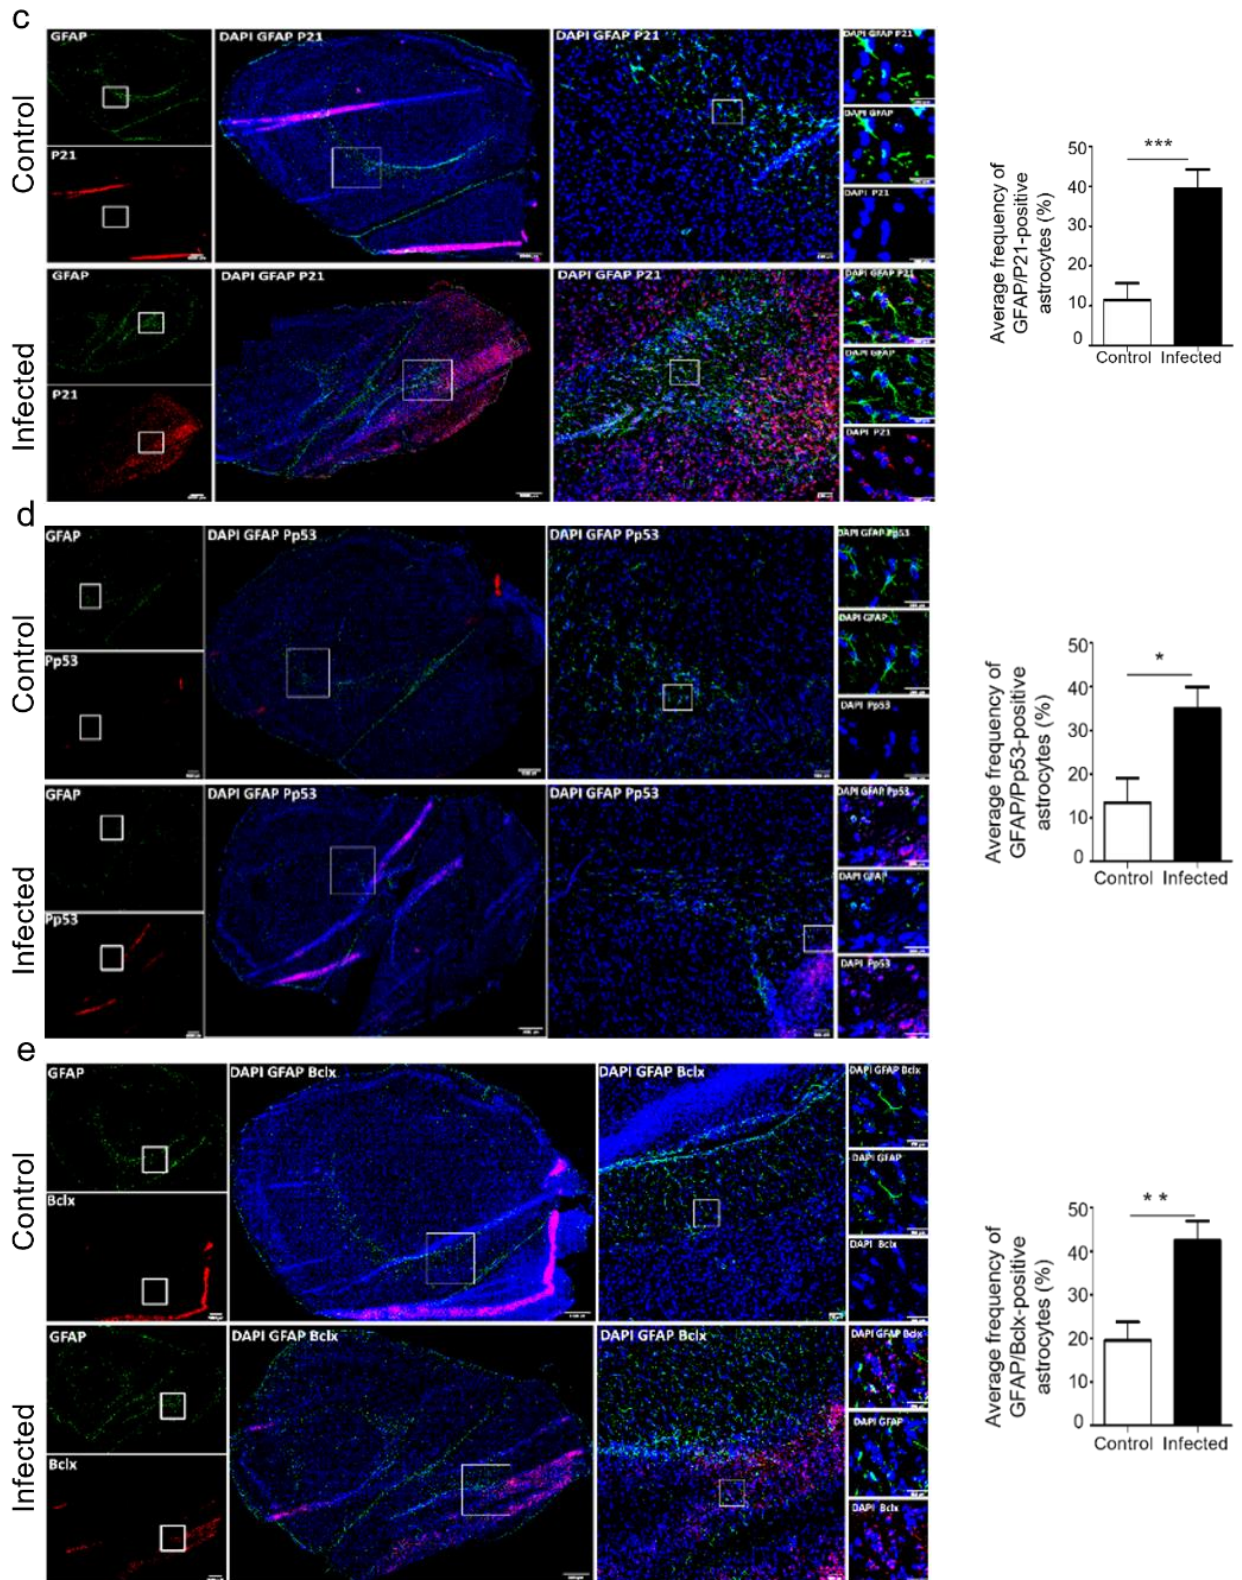 c
Control
GFAP
P21
DAPI GFAP P21
DAPI GFAP P21
DAPI GFAP P21
DAPI GFAP
DAPI P21
Infected
GFAP
P21
DAPI GFAP P21
DAPI GFAP P21
DAPI GFAP P21
DAPI GFAP
DAPI P21
Average frequency of
GFAP/P21-positive
astrocytes (%)
50
40
30
20
10
0
***
Control Infected
d
Control
GFAP
Pp53
DAPI GFAP Pp53
DAPI GFAP Pp53
DAPI GFAP Pp53
DAPI GFAP
DAPI Pp53
Infected
GFAP
Pp53
DAPI GFAP Pp53
DAPI GFAP Pp53
DAPI GFAP Pp53
DAPI GFAP
DAPI Pp53
Average frequency of
GFAP/Pp53-positive
astrocytes (%)
50
40
30
20
10
0
*
Control Infected
e
Control
GFAP
Bclx
DAPI GFAP Bclx
DAPI GFAP Bclx
DAPI GFAP Bclx
DAPI GFAP
DAPI Bclx
Infected
GFAP
Bclx
DAPI GFAP Bclx
DAPI GFAP Bclx
DAPI GFAP Bclx
DAPI GFAP
DAPI Bclx
Average frequency of
GFAP/Bclx-positive
astrocytes (%)
50
40
30
20
10
0
* *
Control Infected